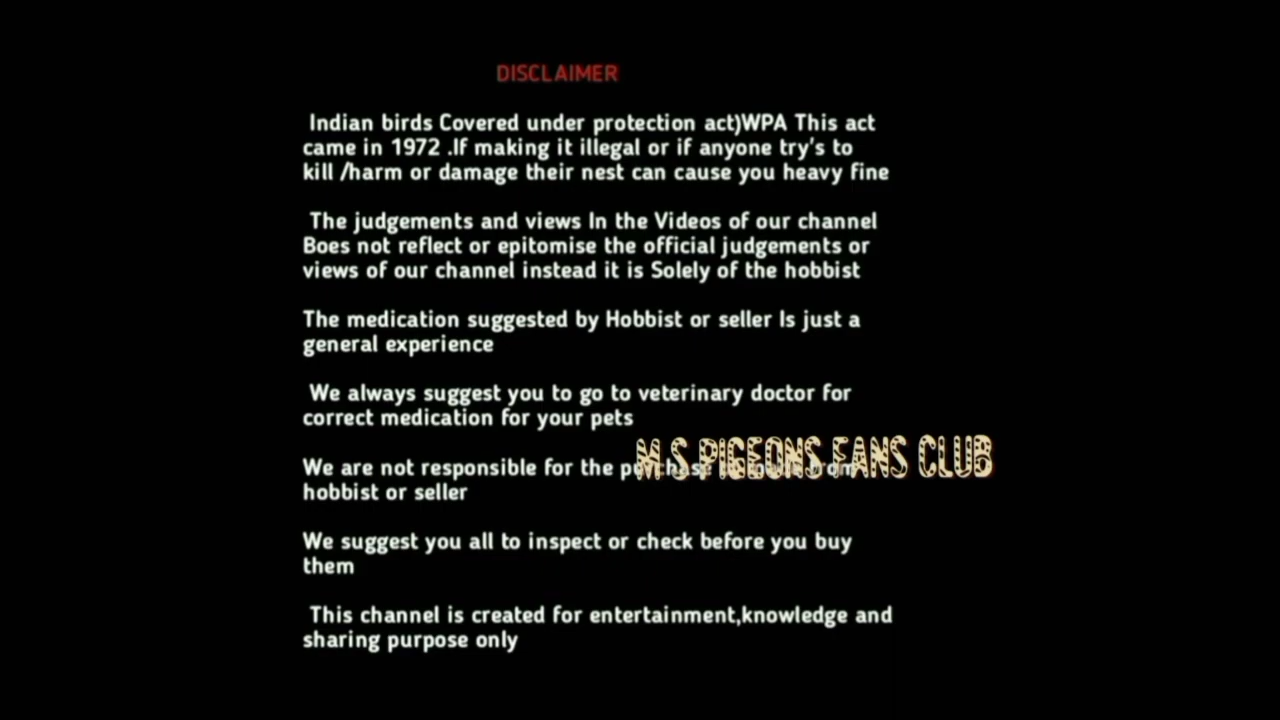 DISCLAIMER
Indian birds Covered under protection act)WPA This act
came in 1972 .If making it illegal or if anyone try's to
kill /harm or damage their nest can cause you heavy fine
The judgements and views In the Videos of our channel
Boes not reflect or epitomise the official judgements or
views of our channel instead it is Solely of the hobbist
The medication suggested by Hobbist or seller Is just a
general experience
We always suggest you to go to veterinary doctor for
correct medication for your pets
We are not responsible for the purchase from
M.S.PIGEONS FANS CLUB
hobbist or seller
We suggest you all to inspect or check before you buy
them
This channel is created for entertainment,knowledge and
sharing purpose only